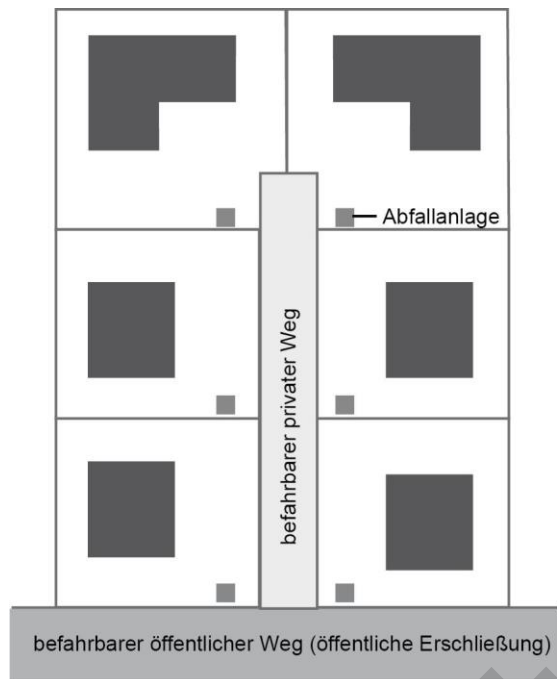 Abfallanlage
befahrbarer privater Weg
befahrbarer öffentlicher Weg (öffentliche Erschließung)